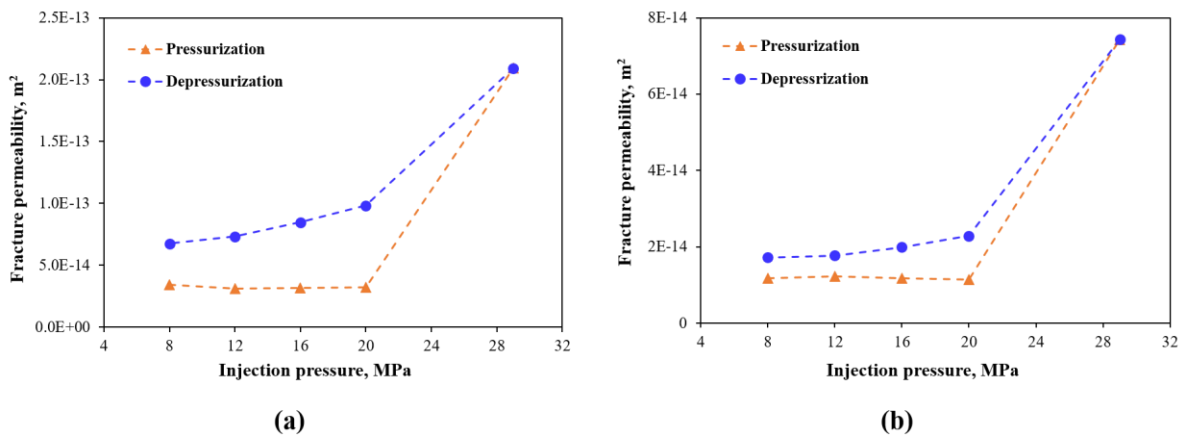 2.5E-13
2.0E-13
1.5E-13
1.0E-13
5.0E-14
0.0E+00
Fracture permeability, m²
Pressurization
Depressurization
4 8 12 16 20 24 28 32
Injection pressure, MPa
(a)
8E-14
6E-14
4E-14
2E-14
0
Fracture permeability, m²
Pressurization
Depressrization
4 8 12 16 20 24 28 32
Injection pressure, MPa
(b)